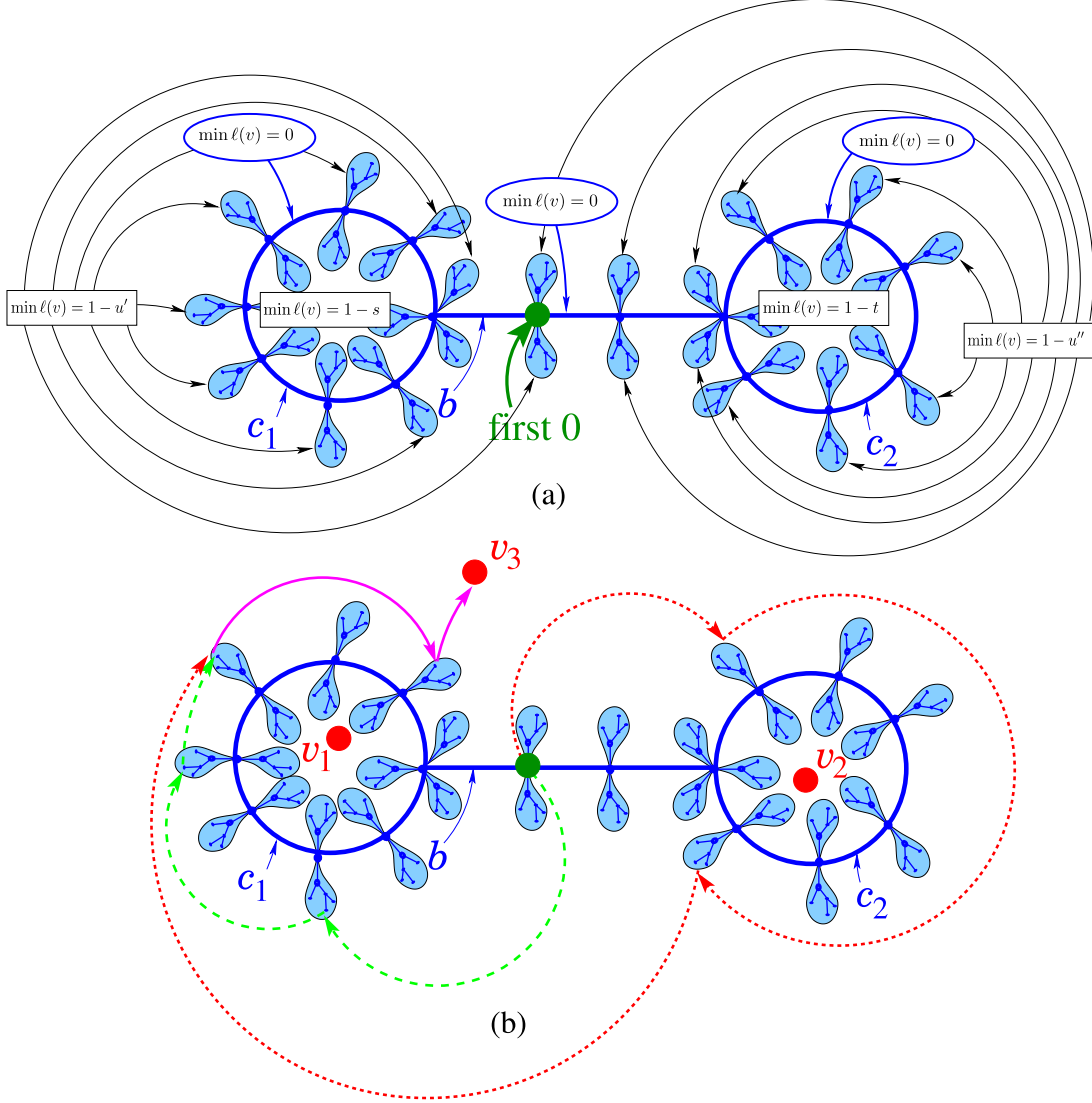 min ℓ(v) = 0
min ℓ(v) = 0
min ℓ(v) = 0
min ℓ(v) = 1 − u′
min ℓ(v) = 1 − s
min ℓ(v) = 1 − t
min ℓ(v) = 1 − u″
b
first 0
c₁
c₂
(a)
v₃
v₁
v₂
b
c₁
c₂
(b)